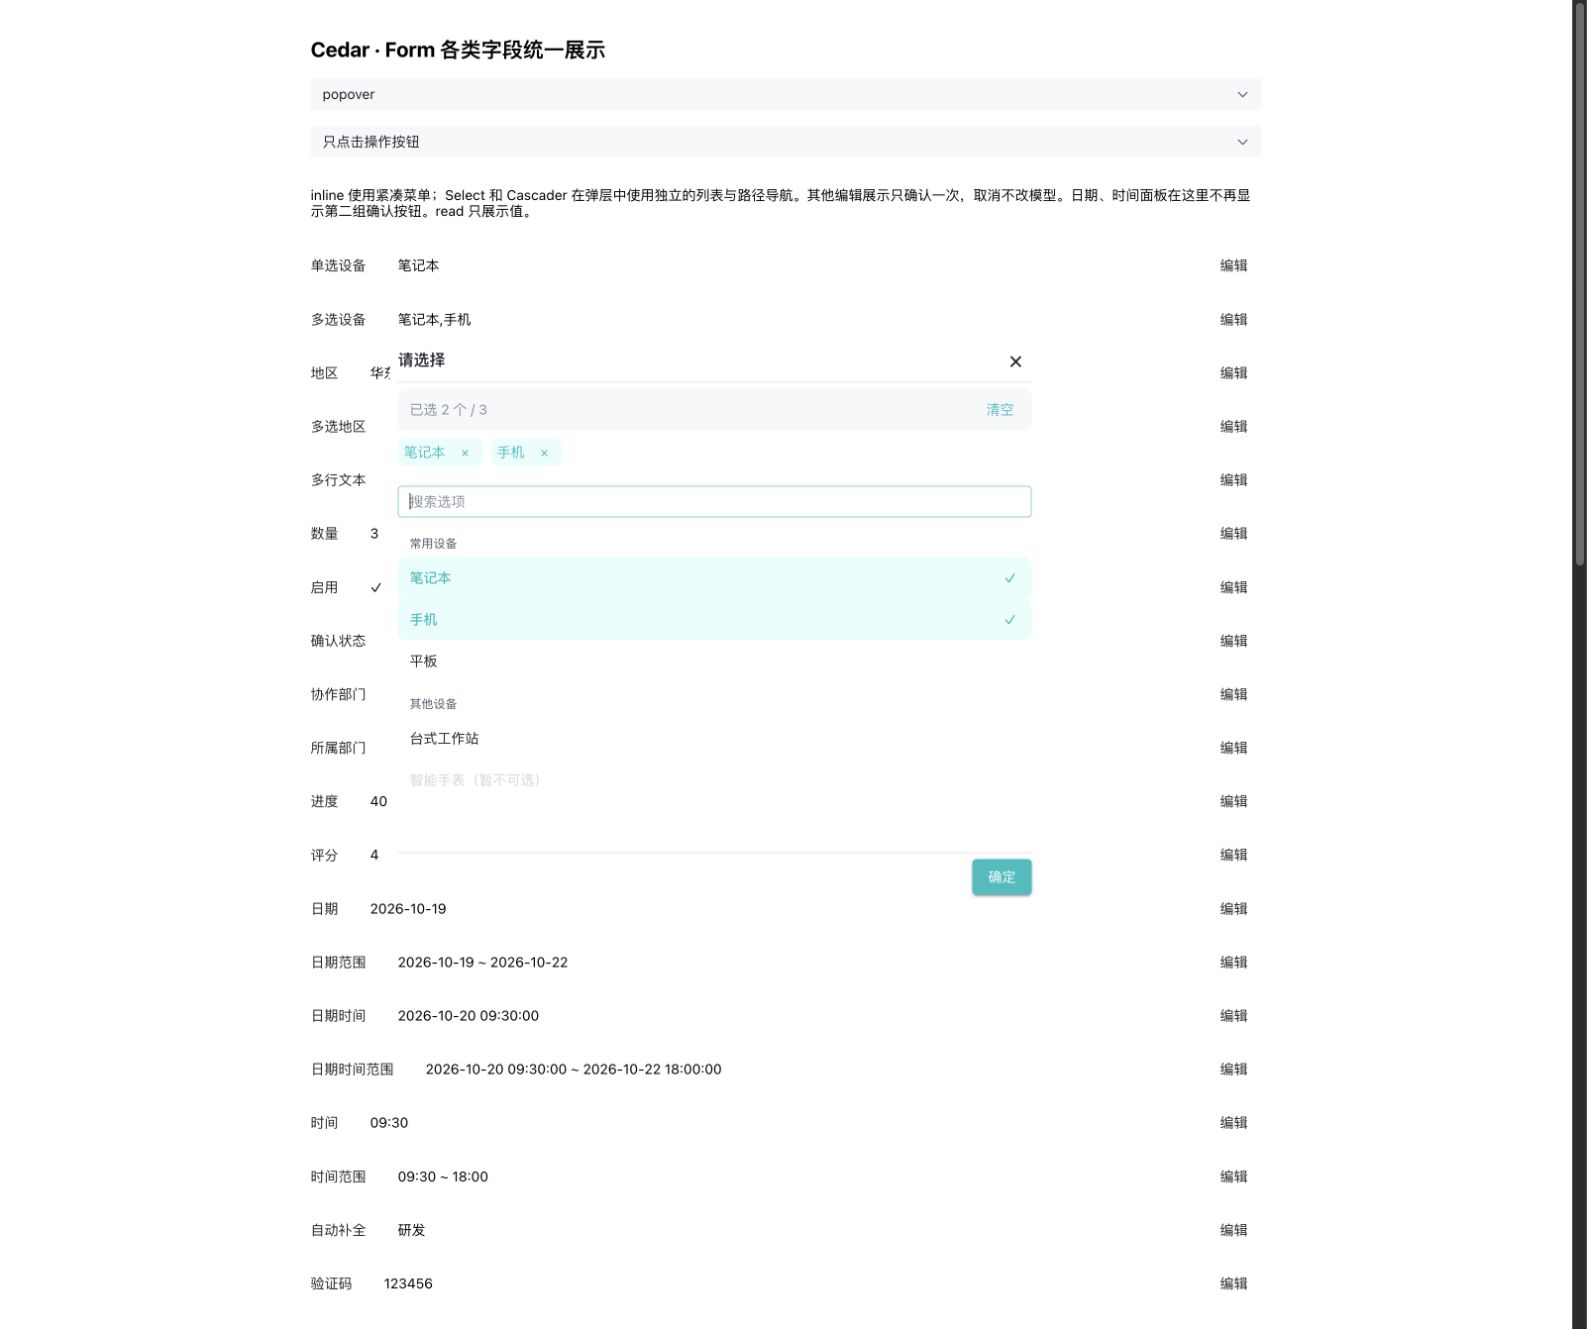 Cedar · Form 各类字段统一展示
popover
只点击操作按钮
inline 使用紧凑菜单；Select 和 Cascader 在弹层中使用独立的列表与路径导航。其他编辑展示只确认一次，取消不改模型。日期、时间面板在这里不再显
示第二组确认按钮。read 只展示值。
单选设备 笔记本 编辑
多选设备 笔记本,手机 编辑
请选择
地区 华 编辑
已选 2 个 / 3 清空
多选地区 编辑
笔记本 × 手机 ×
多行文本 编辑
搜索选项
数量 3 编辑
常用设备
笔记本
启用 编辑
手机
确认状态 编辑
平板
协作部门 编辑
其他设备
台式工作站
所属部门 编辑
智能手表（暂不可选）
进度 40 编辑
评分 4 编辑
确定
日期 2026-10-19 编辑
日期范围 2026-10-19 ~ 2026-10-22 编辑
日期时间 2026-10-20 09:30:00 编辑
日期时间范围 2026-10-20 09:30:00 ~ 2026-10-22 18:00:00 编辑
时间 09:30 编辑
时间范围 09:30 ~ 18:00 编辑
自动补全 研发 编辑
验证码 123456 编辑